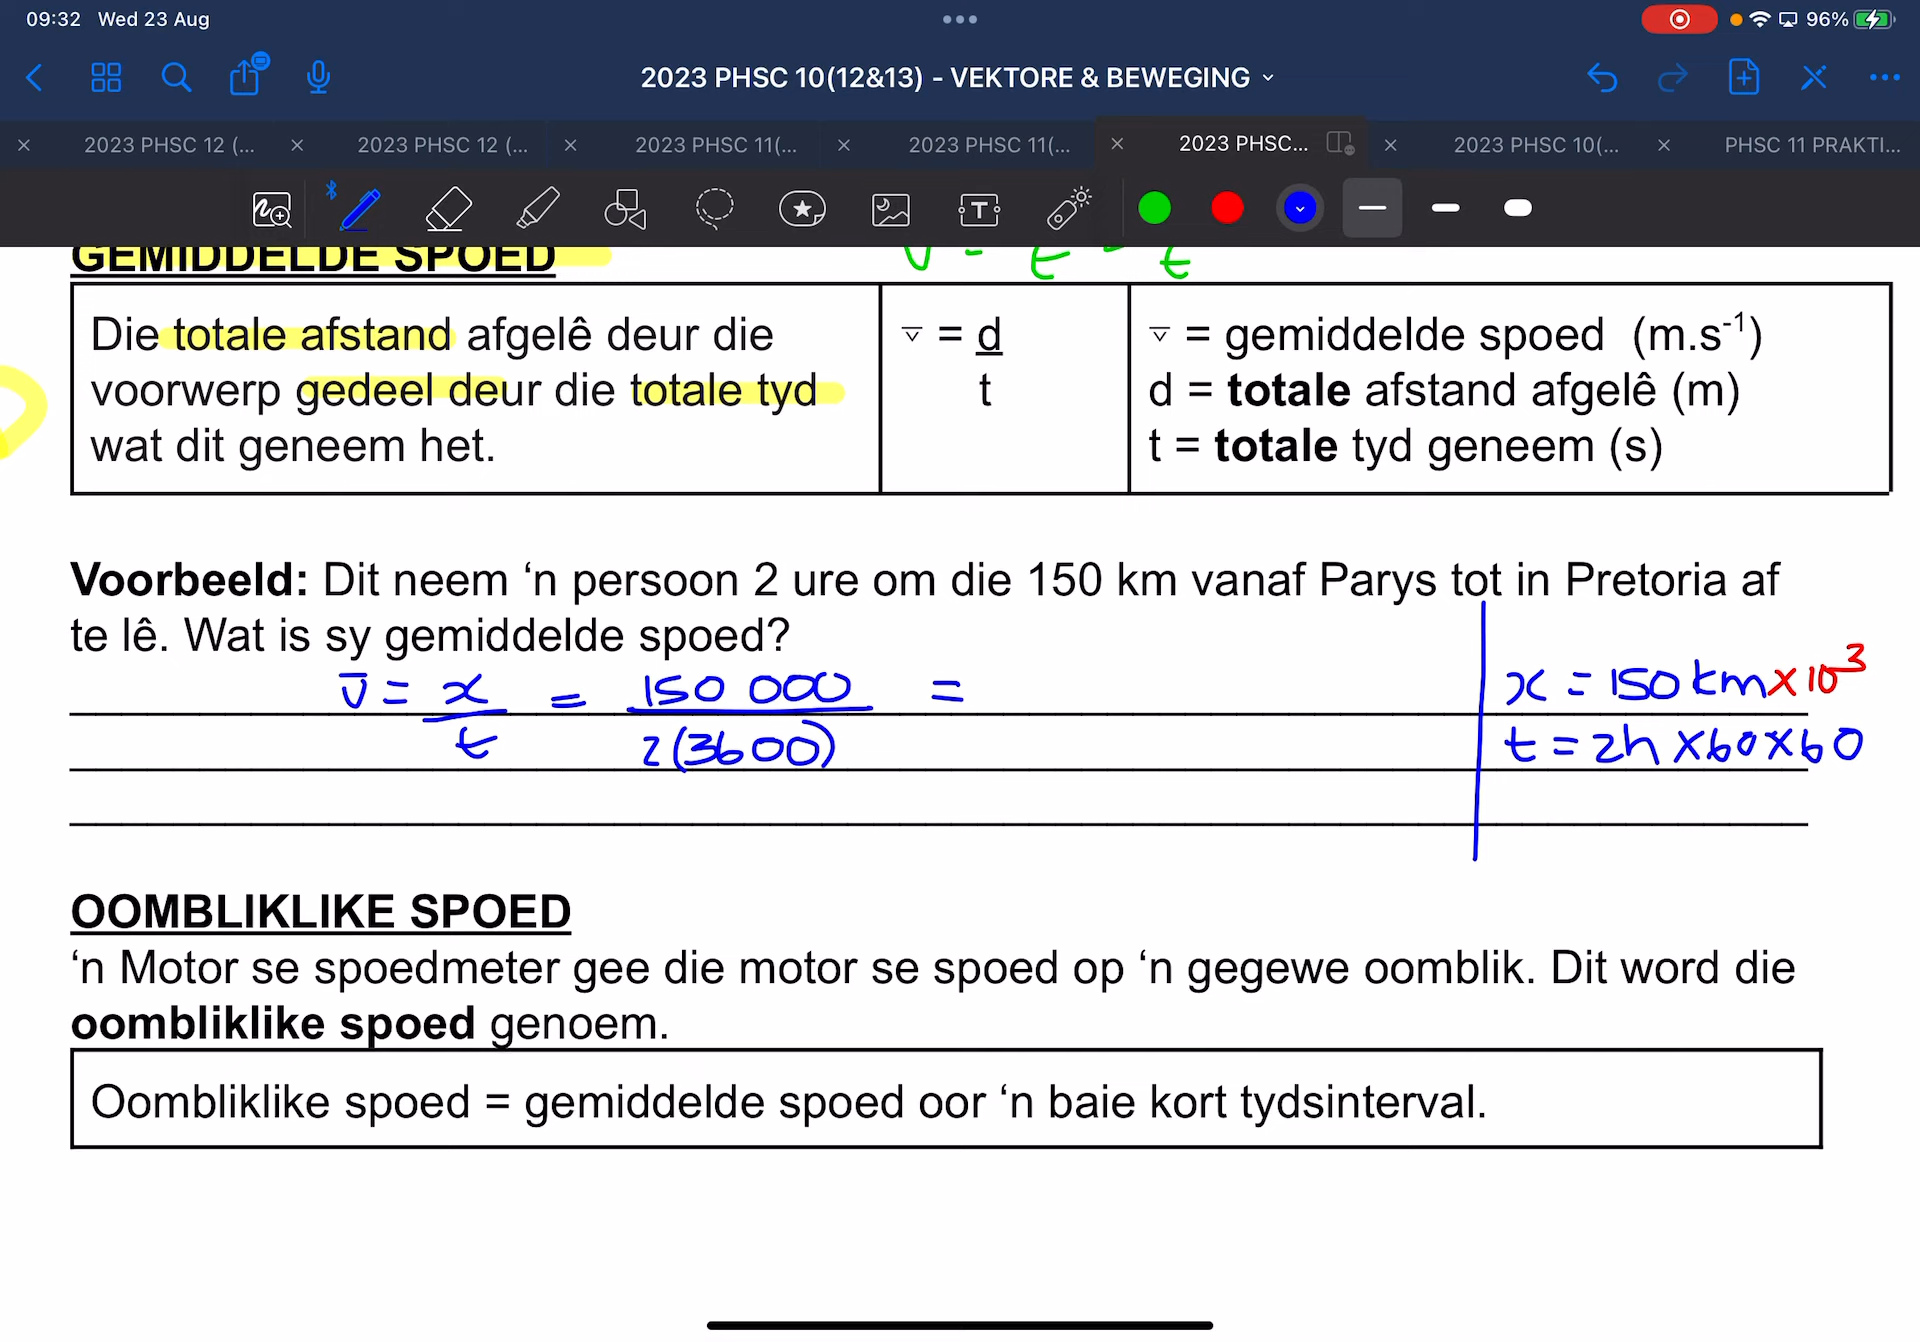 09:32 Wed 23 Aug
96%
2023 PHSC 10(12&13) - VEKTORE & BEWEGING
2023 PHSC 12 (... 2023 PHSC 12 (... 2023 PHSC 11(... 2023 PHSC 11(... 2023 PHSC... 2023 PHSC 10(... PHSC 11 PRAKTI...
GEMIDDELDE SPOED
Die totale afstand afgelê deur die
voorwerp gedeel deur die totale tyd
wat dit geneem het.
v̅ = d
t
v̅ = gemiddelde spoed (m.s⁻¹)
d = totale afstand afgelê (m)
t = totale tyd geneem (s)
Voorbeeld: Dit neem ‘n persoon 2 ure om die 150 km vanaf Parys tot in Pretoria af
te lê. Wat is sy gemiddelde spoed?
v̅ = x = 150 000 =
t 2(3600)
x = 150 km ×10³
t = 2h ×60×60
OOMBLIKLIKE SPOED
‘n Motor se spoedmeter gee die motor se spoed op ‘n gegewe oomblik. Dit word die
oombliklike spoed genoem.
Oombliklike spoed = gemiddelde spoed oor ‘n baie kort tydsinterval.